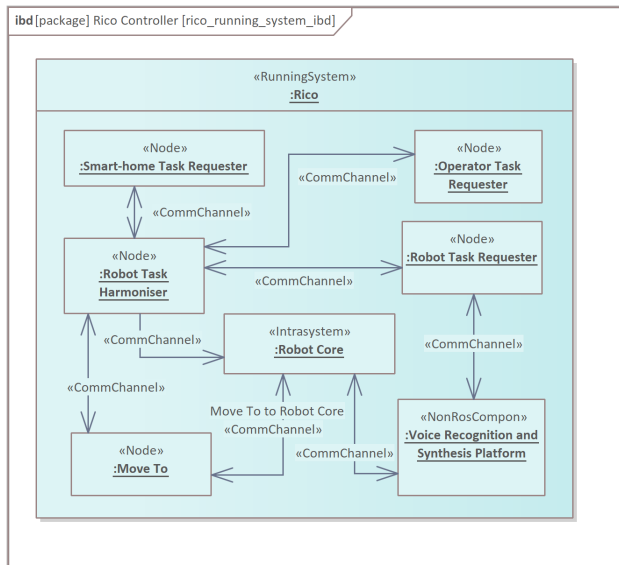 ibd [package] Rico Controller [rico_running_system_ibd]
«RunningSystem»
:Rico
«Node»
:Smart-home Task Requester
«Node»
:Operator Task
Requester
«CommChannel»
«CommChannel»
«Node»
:Robot Task
Harmoniser
«Node»
:Robot Task Requester
«CommChannel»
«CommChannel»
«Intrasystem»
:Robot Core
«CommChannel»
«CommChannel»
Move To to Robot Core
«CommChannel»
«CommChannel»
«Node»
:Move To
«NonRosCompon»
:Voice Recognition and
Synthesis Platform